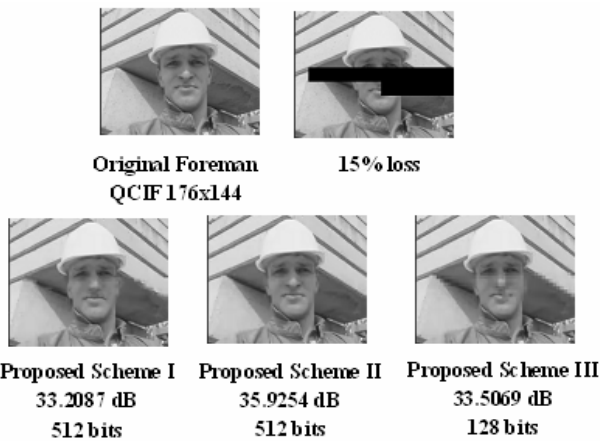 Original Foreman
QCIF 176x144
15% loss
Proposed Scheme I
33.2087 dB
512 bits
Proposed Scheme II
35.9254 dB
512 bits
Proposed Scheme III
33.5069 dB
128 bits